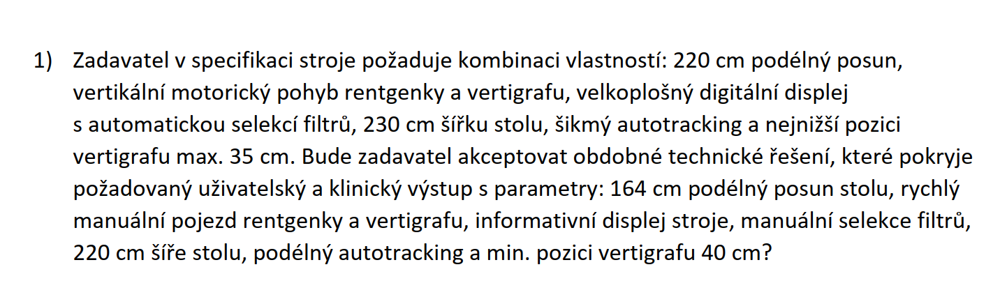 1) Zadavatel v specifikaci stroje požaduje kombinaci vlastností: 220 cm podélný posun,
vertikální motorický pohyb rentgenky a vertigrafu, velkoplošný digitální displej
s automatickou selekcí filtrů, 230 cm šířku stolu, šikmý autotracking a nejnižší pozici
vertigrafu max. 35 cm. Bude zadavatel akceptovat obdobné technické řešení, které pokryje
požadovaný uživatelský a klinický výstup s parametry: 164 cm podélný posun stolu, rychlý
manuální pojezd rentgenky a vertigrafu, informativní displej stroje, manuální selekce filtrů,
220 cm šíře stolu, podélný autotracking a min. pozici vertigrafu 40 cm?